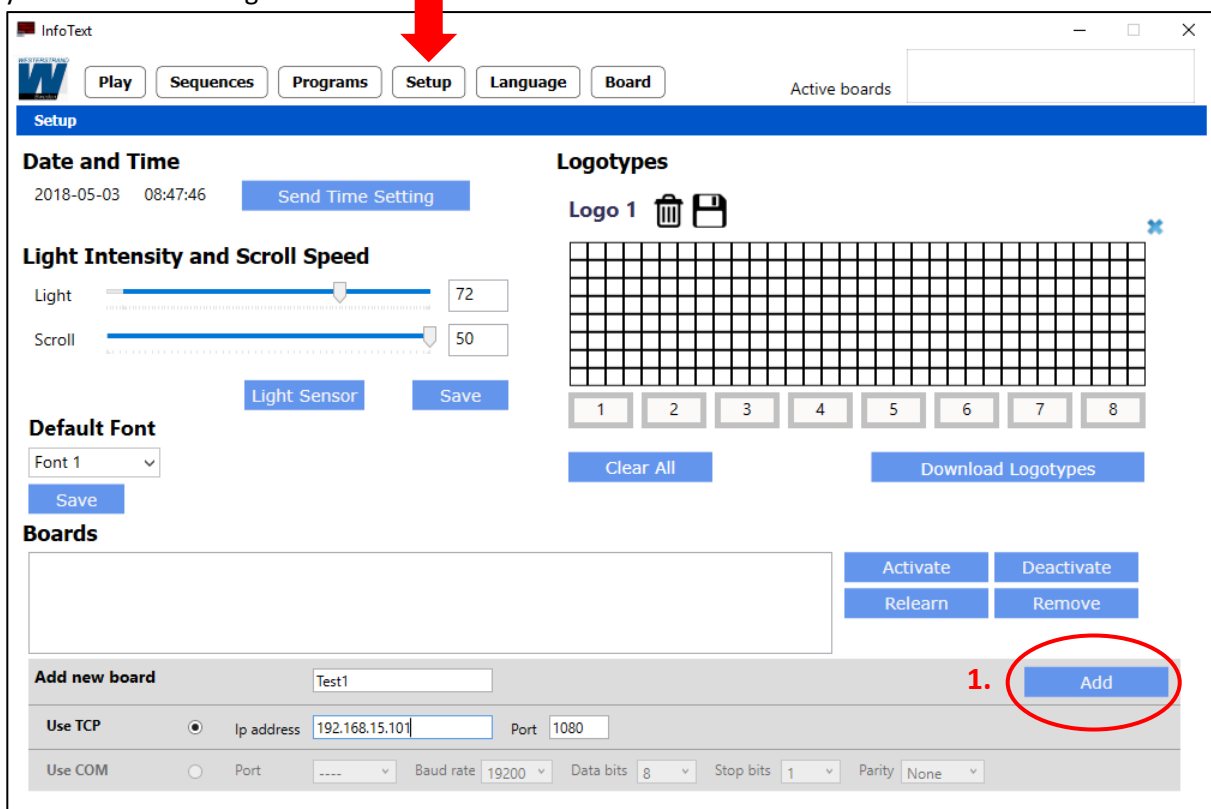 InfoText
WESTERSTRAND
Play Sequences Programs Setup Language Board Active boards
Setup
Date and Time Logotypes
2018-05-03 08:47:46 Send Time Setting
Logo 1
Light Intensity and Scroll Speed
Light 72
Scroll 50
Light Sensor Save
1 2 3 4 5 6 7 8
Default Font
Font 1
Clear All Download Logotypes
Save
Boards
Activate Deactivate
Relearn Remove
Add new board Test1 1. Add
Use TCP Ip address 192.168.15.101 Port 1080
Use COM Port ---- Baud rate 19200 Data bits 8 Stop bits 1 Parity None